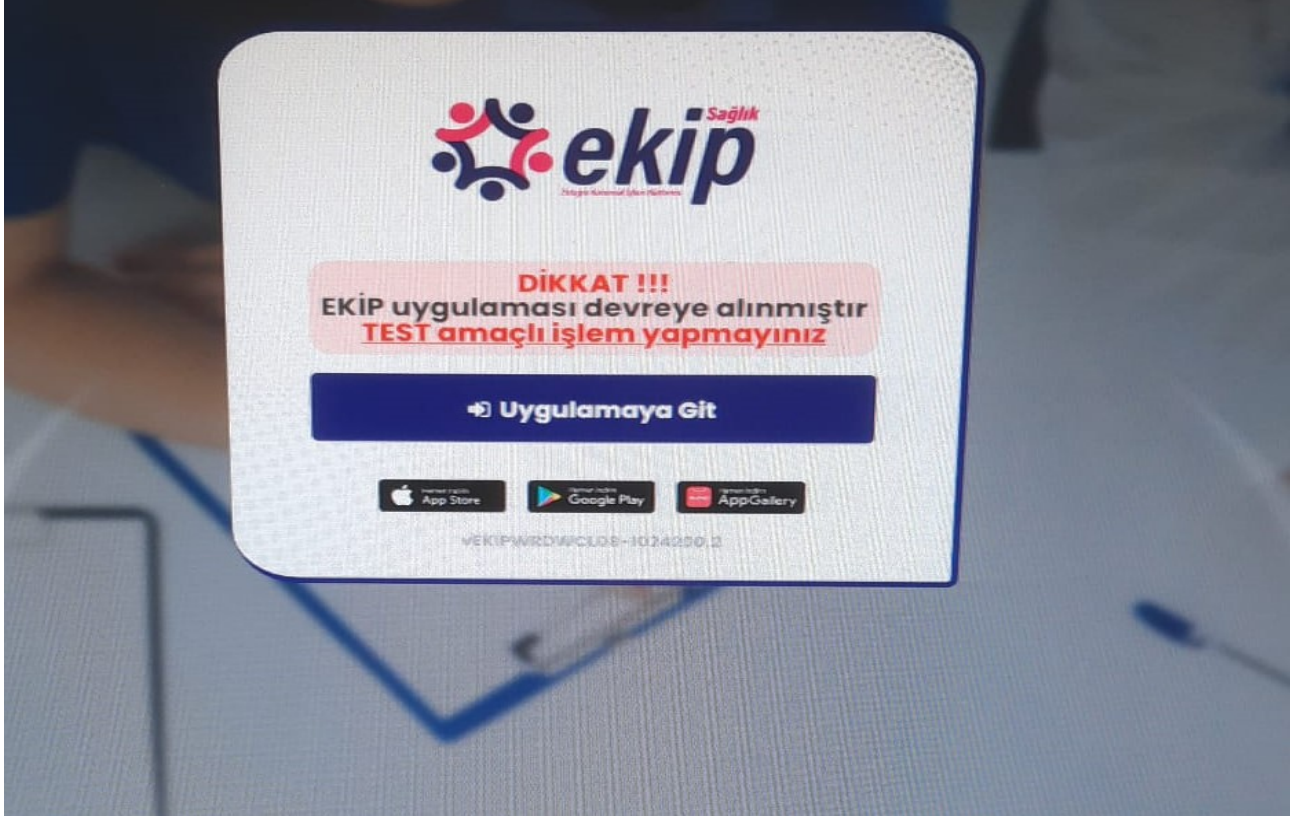 Sağlık
ekip
DİKKAT !!!
EKİP uygulaması devreye alınmıştır
TEST amaçlı işlem yapmayınız
Uygulamaya Git
App Store
Google Play
AppGallery